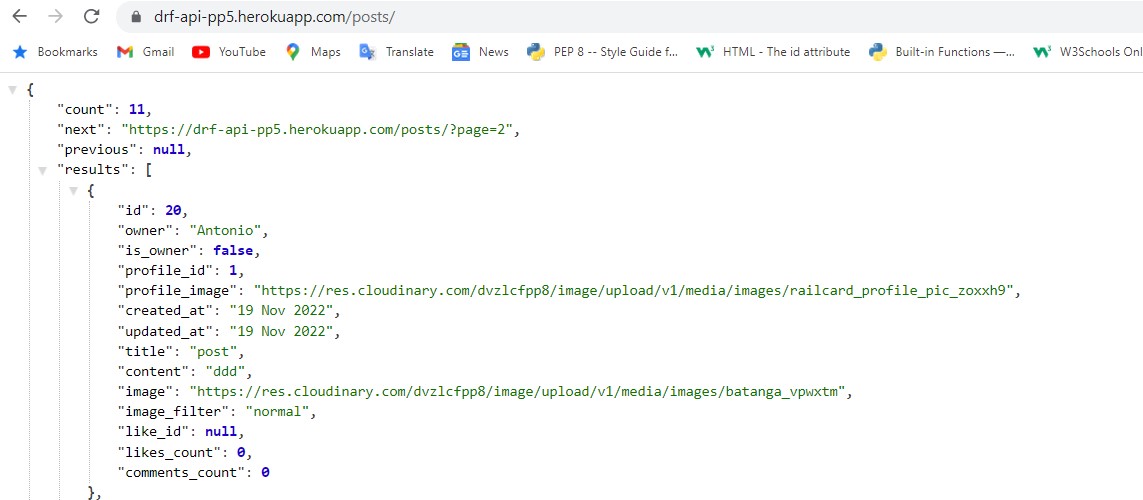 drf-api-pp5.herokuapp.com/posts/
Bookmarks Gmail YouTube Maps Translate News PEP 8 -- Style Guide f... HTML - The id attribute Built-in Functions —... W3Schools Onl
{
"count": 11,
"next": "https://drf-api-pp5.herokuapp.com/posts/?page=2",
"previous": null,
"results": [
{
"id": 20,
"owner": "Antonio",
"is_owner": false,
"profile_id": 1,
"profile_image": "https://res.cloudinary.com/dvzlcfpp8/image/upload/v1/media/images/railcard_profile_pic_zoxxh9",
"created_at": "19 Nov 2022",
"updated_at": "19 Nov 2022",
"title": "post",
"content": "ddd",
"image": "https://res.cloudinary.com/dvzlcfpp8/image/upload/v1/media/images/batanga_vpwxtm",
"image_filter": "normal",
"like_id": null,
"likes_count": 0,
"comments_count": 0
},